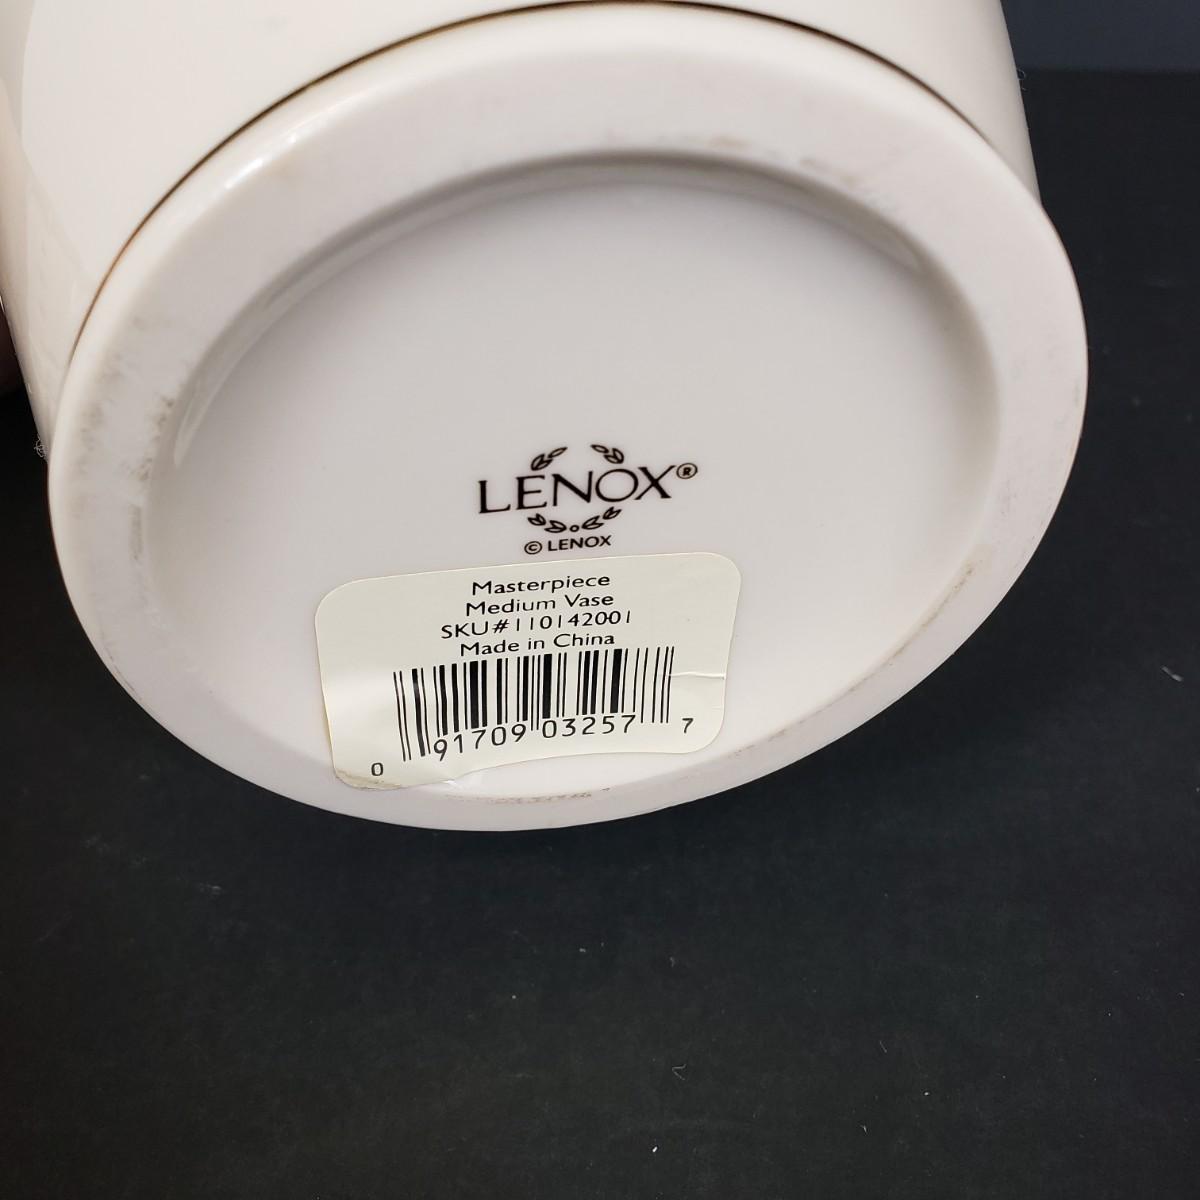 LENOX®
© LENOX
Masterpiece
Medium Vase
SKU#110142001
Made in China
0 91709 03257 7